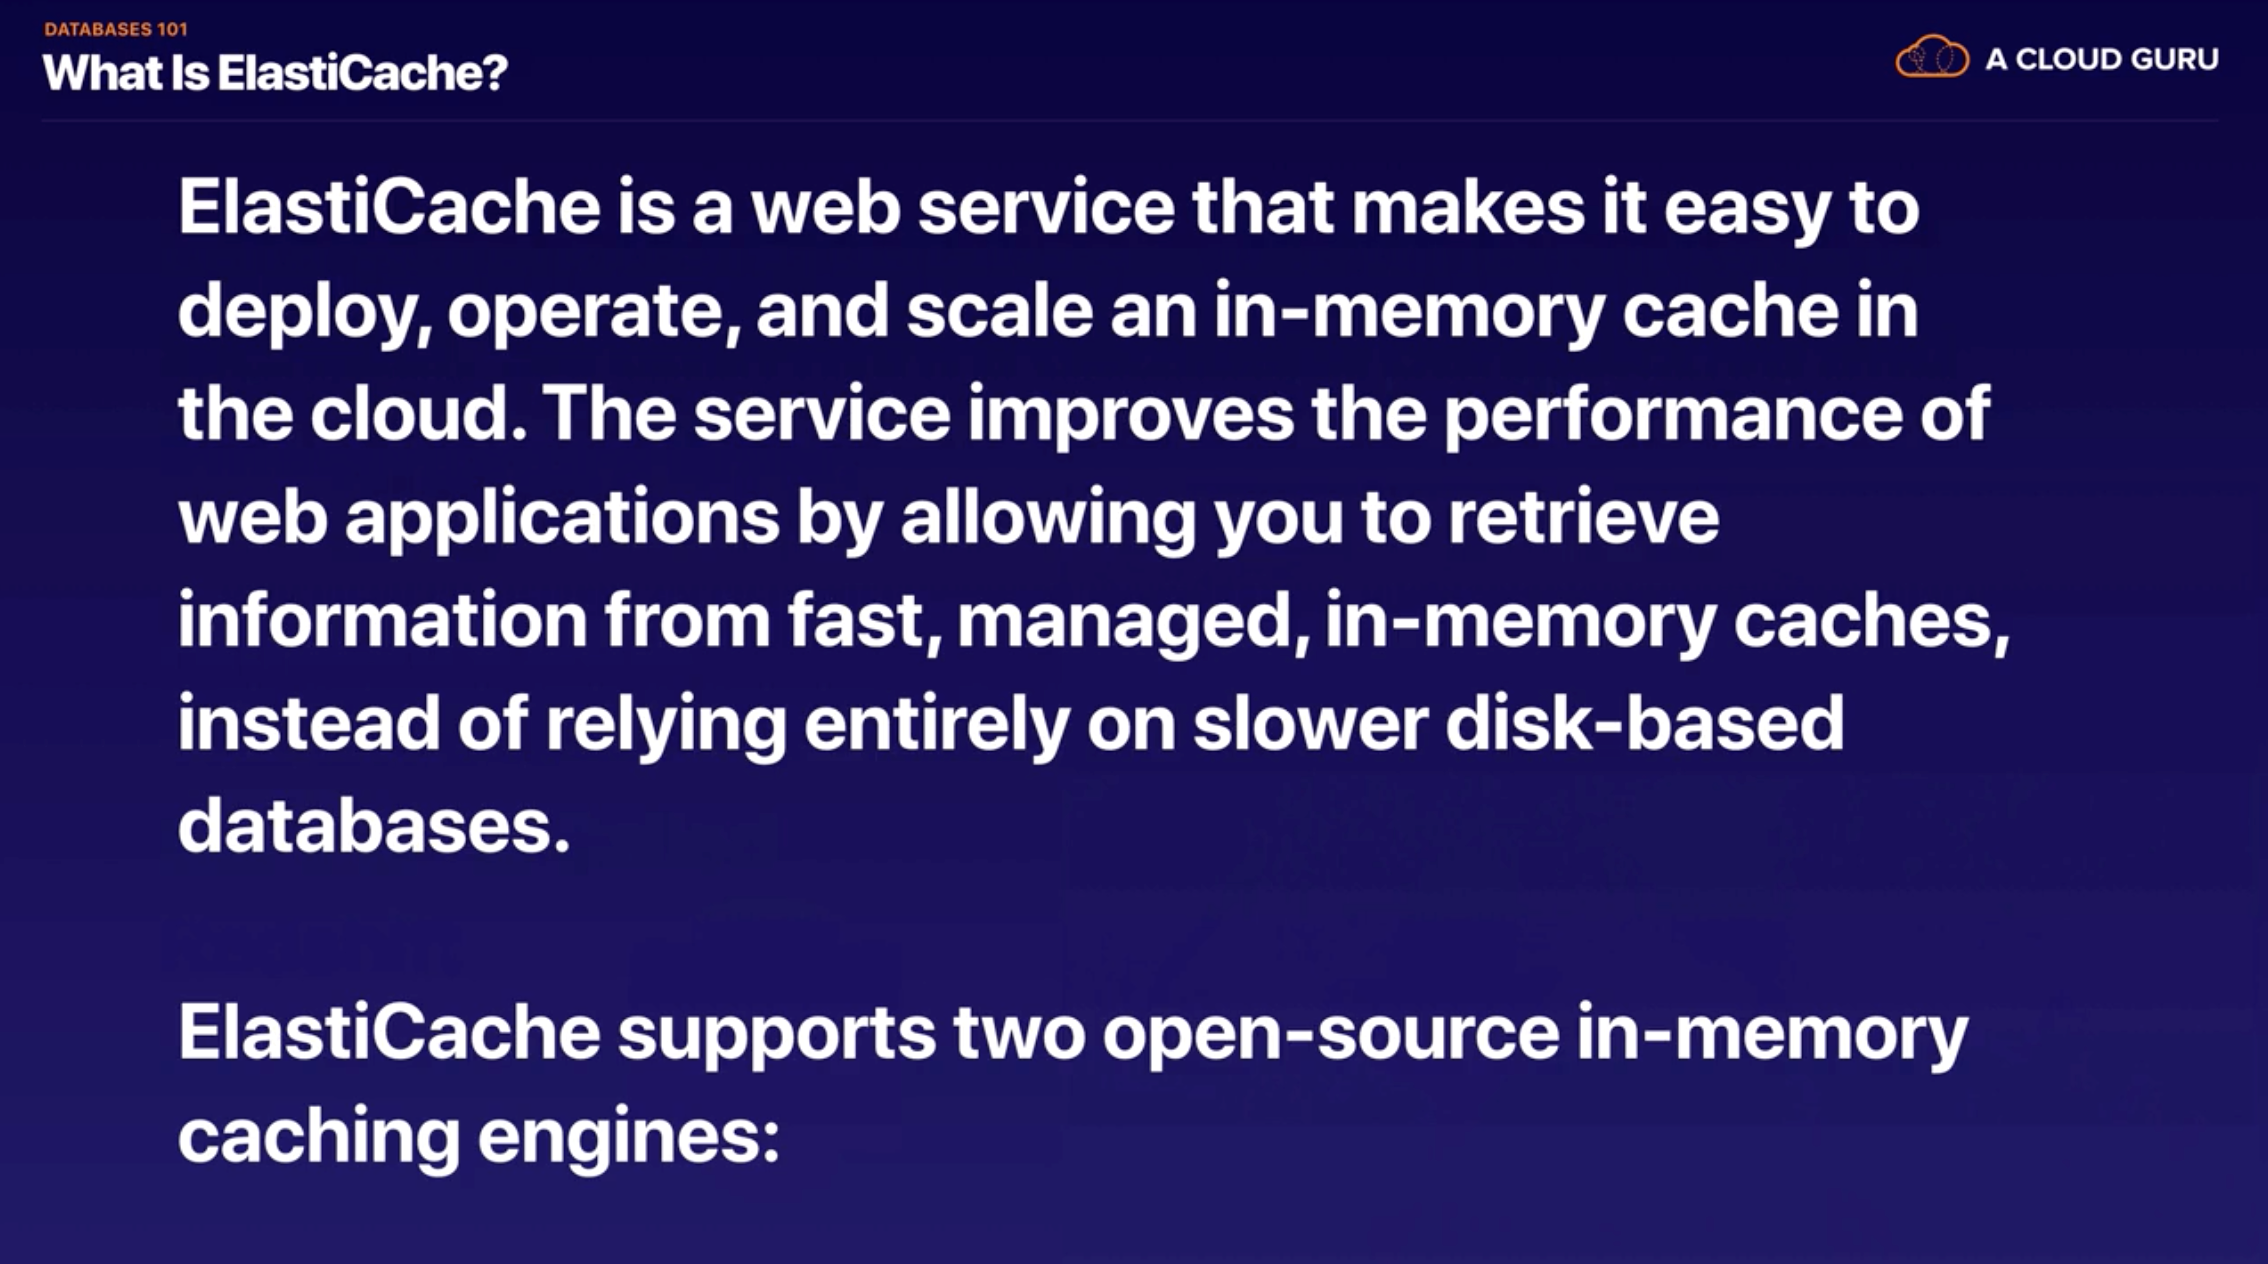 DATABASES 101
What Is ElastiCache?
A CLOUD GURU
ElastiCache is a web service that makes it easy to
deploy, operate, and scale an in-memory cache in
the cloud. The service improves the performance of
web applications by allowing you to retrieve
information from fast, managed, in-memory caches,
instead of relying entirely on slower disk-based
databases.
ElastiCache supports two open-source in-memory
caching engines: